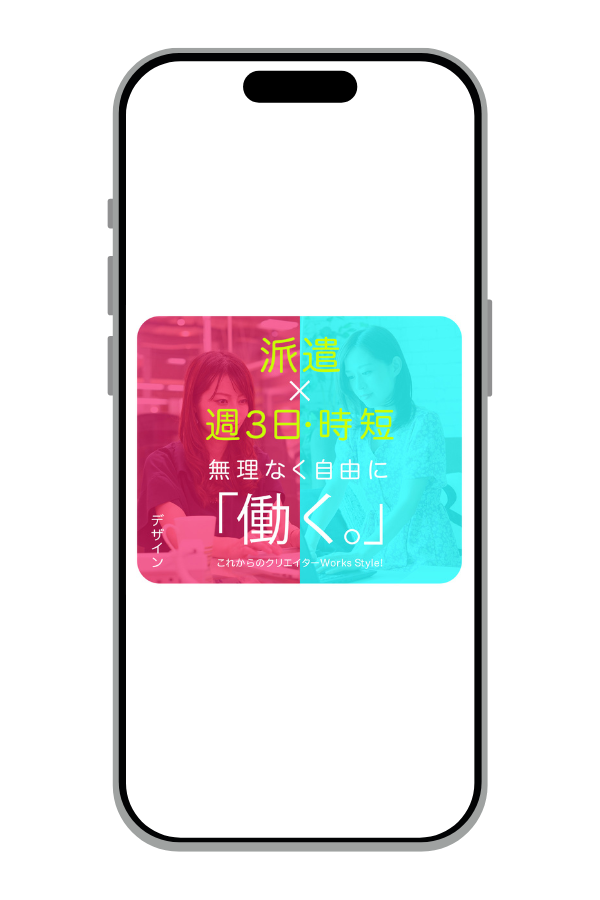 派遣
×
週3日・時短
無理なく自由に
「働く。」
デザイン
これからのクリエイターWorks Style!